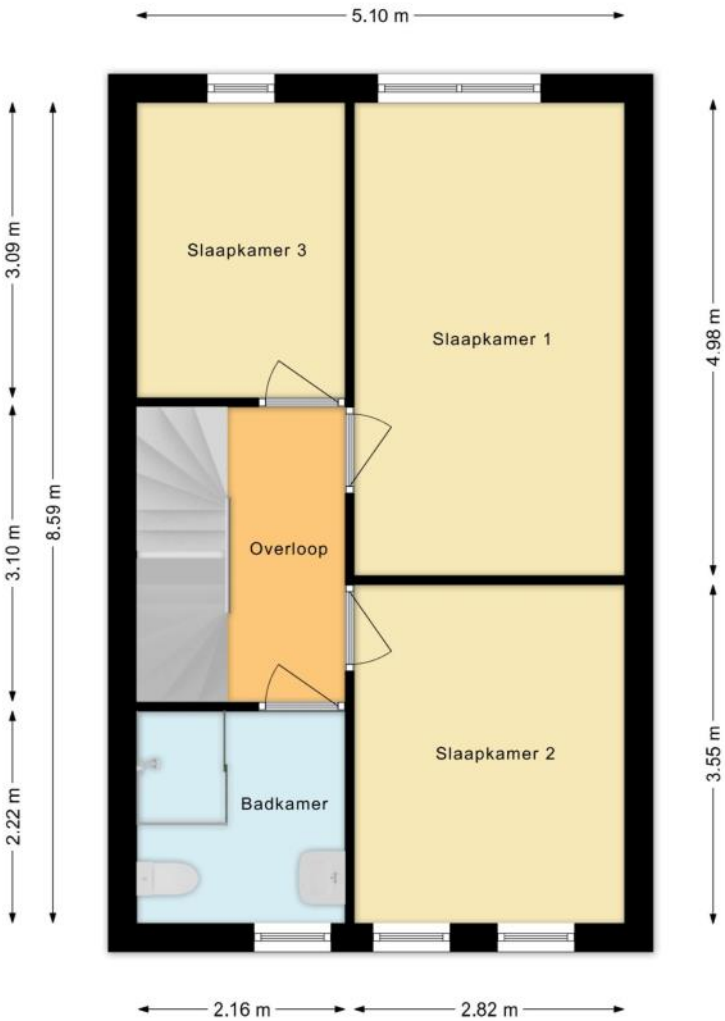 5.10 m
3.09 m
Slaapkamer 3
Slaapkamer 1
4.98 m
8.59 m
3.10 m
Overloop
Slaapkamer 2
3.55 m
Badkamer
2.22 m
2.16 m
2.82 m